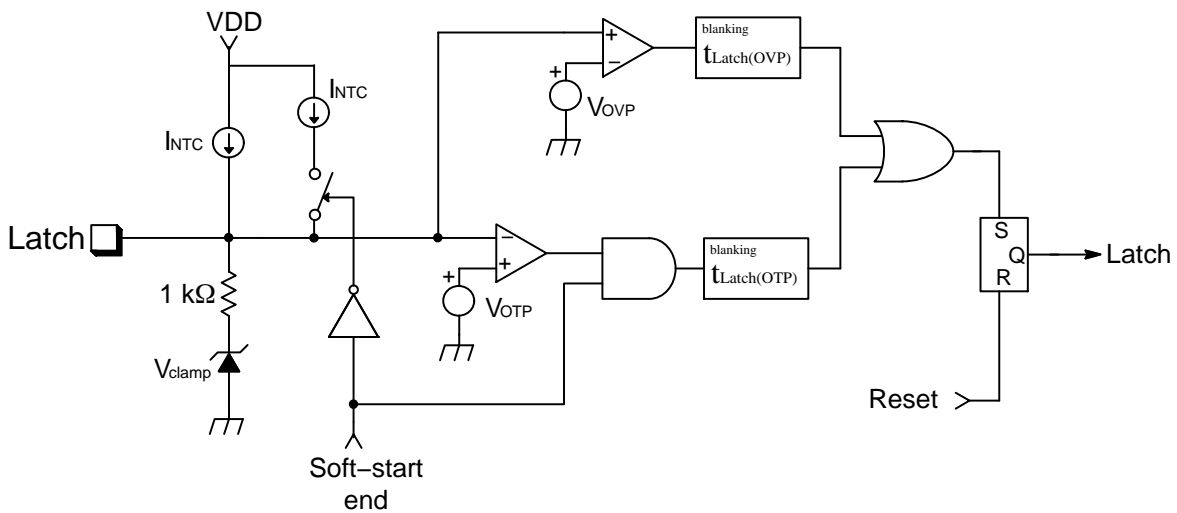 VDD
INTC
INTC
blanking
tLatch(OVP)
+
−
+
VOVP
Latch
1 kΩ
Vclamp
−
+
+
VOTP
blanking
tLatch(OTP)
S
Q
R
Latch
Reset
Soft−start
end